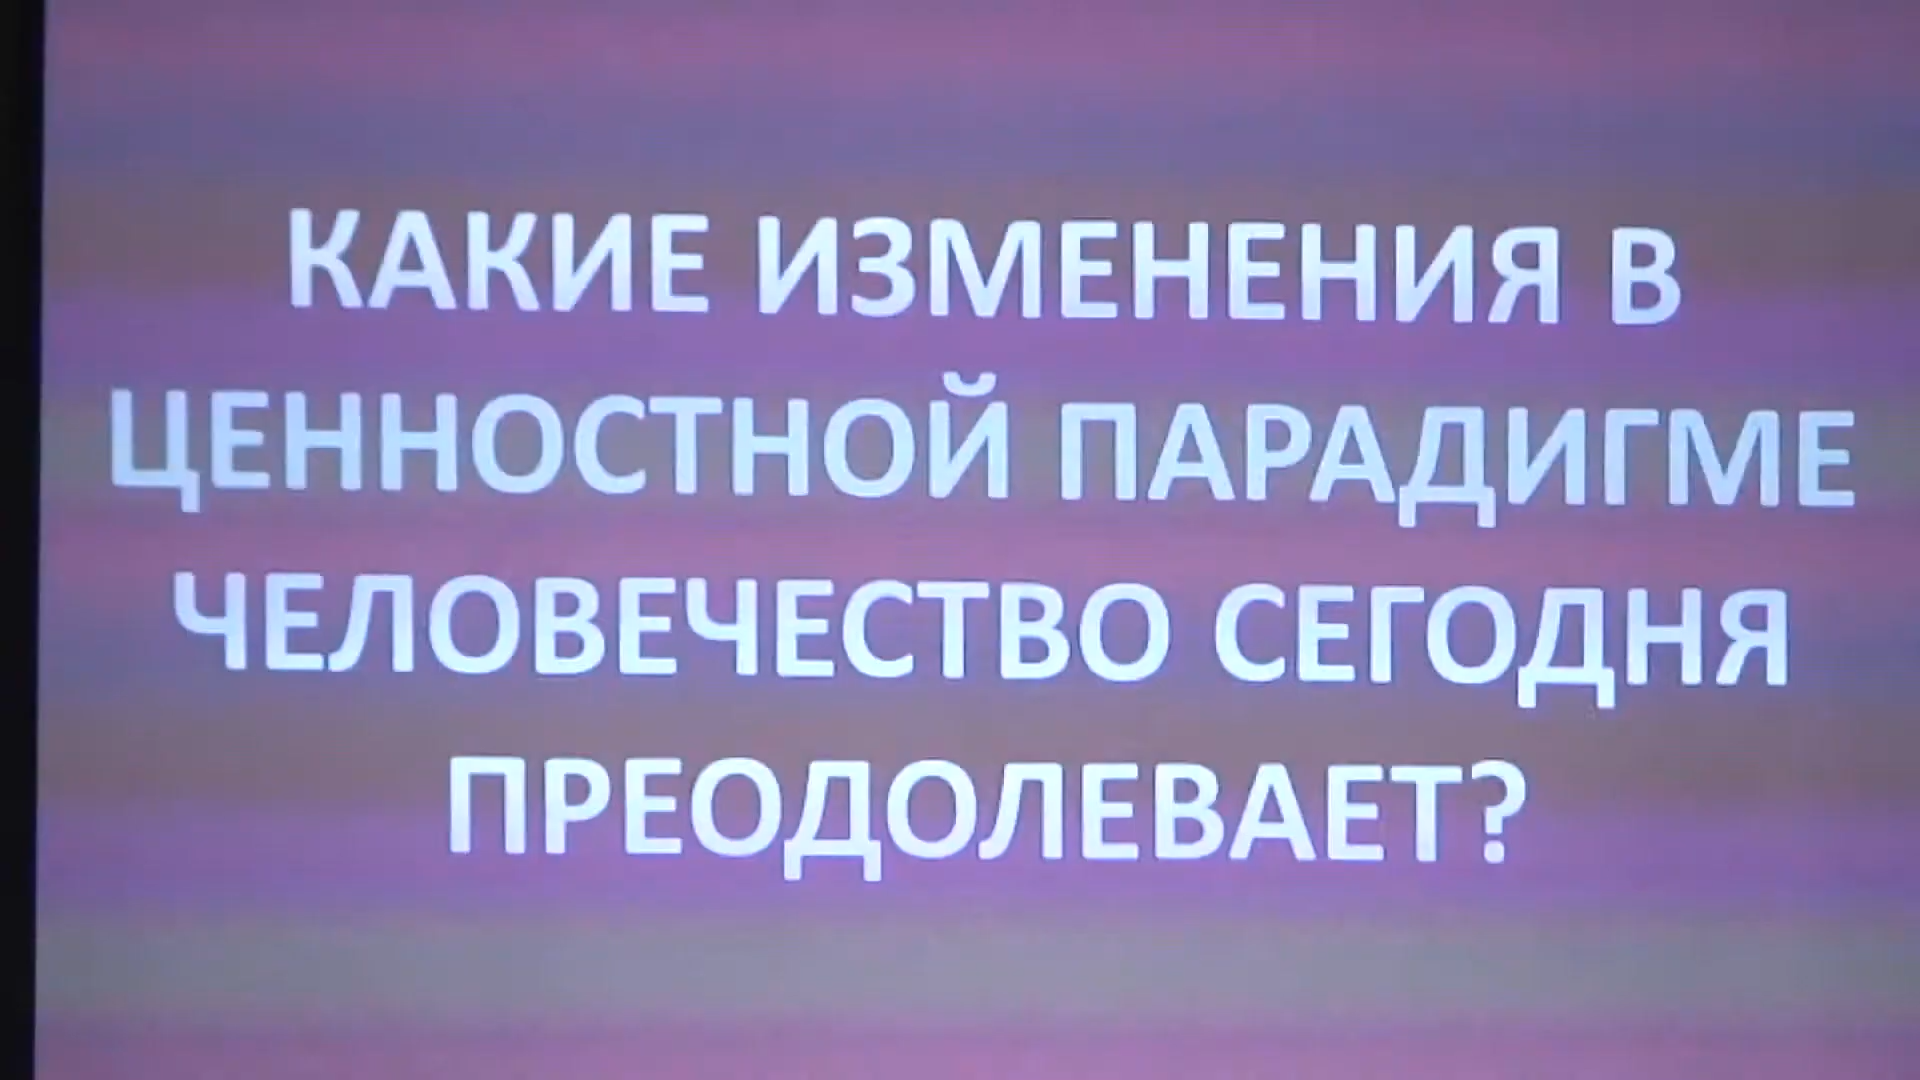 КАКИЕ ИЗМЕНЕНИЯ В
ЦЕННОСТНОЙ ПАРАДИГМЕ
ЧЕЛОВЕЧЕСТВО СЕГОДНЯ
ПРЕОДОЛЕВАЕТ?